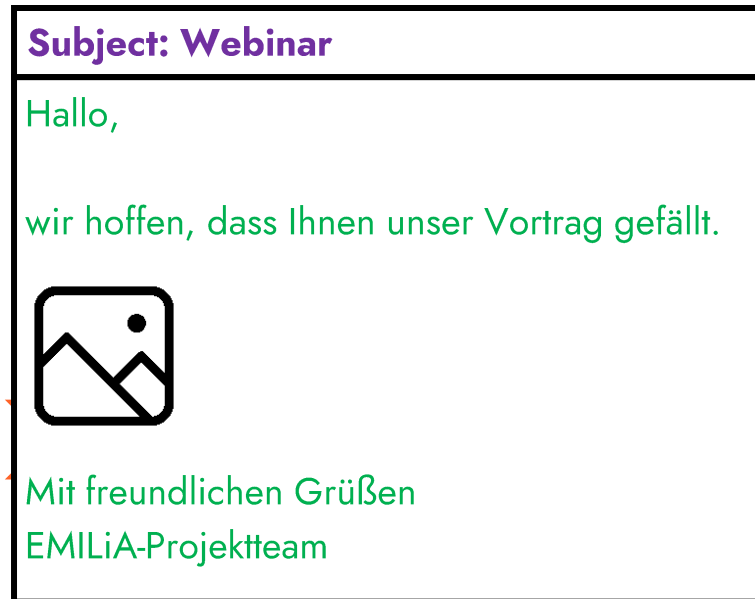 Subject: Webinar
Hallo,
wir hoffen, dass Ihnen unser Vortrag gefällt.
Mit freundlichen Grüßen
EMILiA-Projektteam